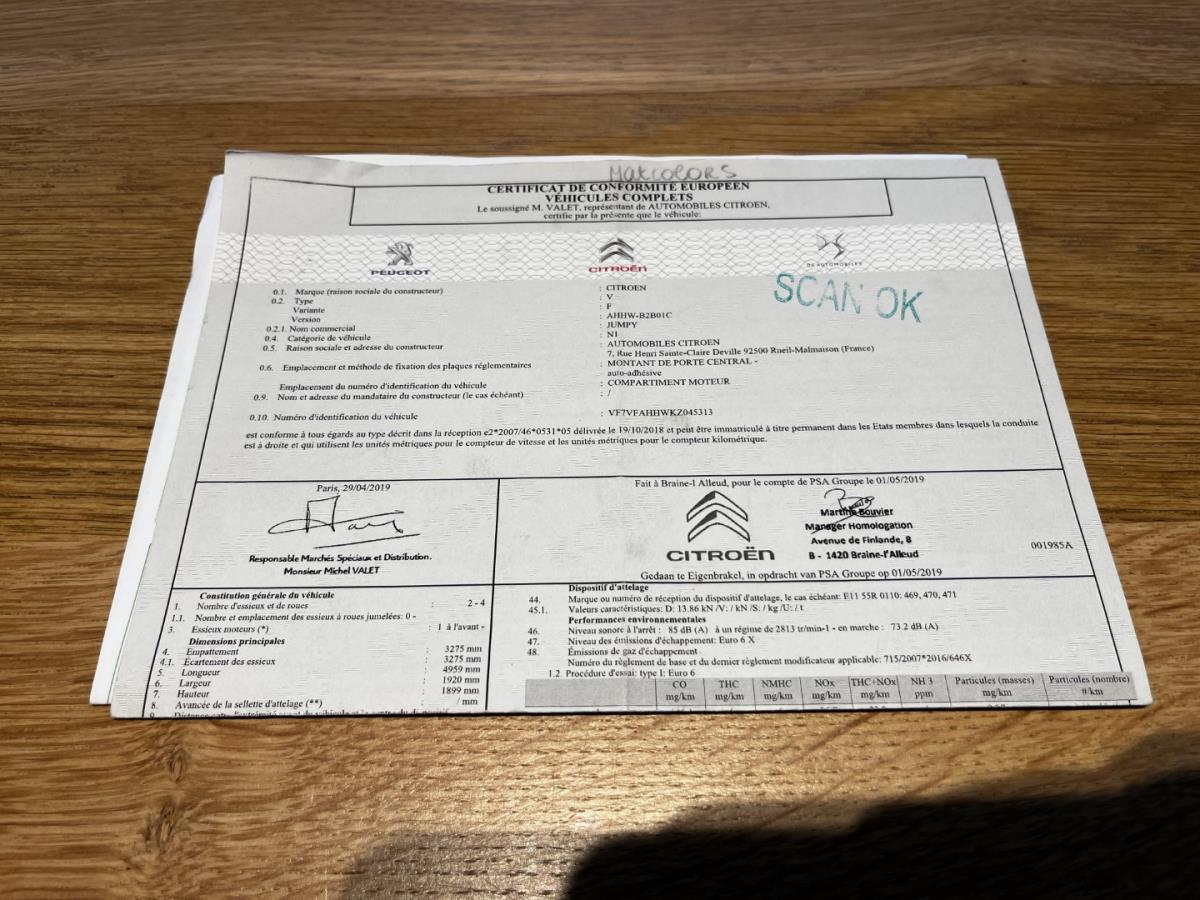 MatcoloRS
CERTIFICAT DE CONFORMITE EUROPEEN
VÉHICULES COMPLETS
Le soussigné M. VALET, représentant de AUTOMOBILES CITROEN,
certifie par la présente que le véhicule:
PEUGEOT
CITROËN
DS AUTOMOBILES
SCAN OK
0.1. Marque (raison sociale du constructeur) : CITROEN
0.2. Type : V
Variante : F
Version : AHHW-B2B01C
0.2.1. Nom commercial : JUMPY
0.4. Catégorie de véhicule : N1
0.5. Raison sociale et adresse du constructeur : AUTOMOBILES CITROEN
7, Rue Henri Sainte-Claire Deville 92500 Rueil-Malmaison (France)
0.6. Emplacement et méthode de fixation des plaques réglementaires : MONTANT DE PORTE CENTRAL -
auto-adhésive
Emplacement du numéro d'identification du véhicule : COMPARTIMENT MOTEUR
0.9. Nom et adresse du mandataire du constructeur (le cas échéant) : /
0.10. Numéro d'identification du véhicule : VF7VFAHHWKZ045313
est conforme à tous égards au type décrit dans la réception e2*2007/46*0531*05 délivrée le 19/10/2018 et peut être immatriculé à titre permanent dans les Etats membres dans lesquels la conduite
est à droite et qui utilisent les unités métriques pour le compteur de vitesse et les unités métriques pour le compteur kilométrique.
Paris, 29/04/2019
Responsable Marchés Spéciaux et Distribution.
Monsieur Michel VALET
Fait à Braine-l Alleud, pour le compte de PSA Groupe le 01/05/2019
CITROËN
Martine Bouvier
Manager Homologation
Avenue de Finlande, 8
B - 1420 Braine-l'Alleud
001985A
Gedaan te Eigenbrakel, in opdracht van PSA Groupe op 01/05/2019
Constitution générale du véhicule
1. Nombre d'essieux et de roues : 2 - 4
1.1. Nombre et emplacement des essieux à roues jumelées: 0 -
3. Essieux moteurs (*) : 1 à l'avant -
Dimensions principales
4. Empattement : 3275 mm
4.1. Ecartement des essieux : 3275 mm
5. Longueur : 4959 mm
6. Largeur : 1920 mm
7. Hauteur : 1899 mm
8. Avancée de la sellette d'attelage (**) : / mm
Dispositif d'attelage
44. Marque ou numéro de réception du dispositif d'attelage, le cas échéant: E11 55R 0110: 469, 470, 471
45.1. Valeurs caractéristiques: D: 13.86 kN /V: / kN /S: / kg /U: / t
Performances environnementales
46. Niveau sonore à l'arrêt : 85 dB (A) à un régime de 2813 tr/min-1 - en marche : 73.2 dB (A)
47. Niveau des émissions d'échappement: Euro 6 X
48. Émissions de gaz d'échappement
Numéro du règlement de base et du dernier règlement modificateur applicable: 715/2007*2016/646X
1.2. Procédure d'essai: type I: Euro 6
CO mg/km THC mg/km NMHC mg/km NOx mg/km THC+NOx mg/km NH 3 ppm Particules (masses) mg/km Particules (nombre) #/km